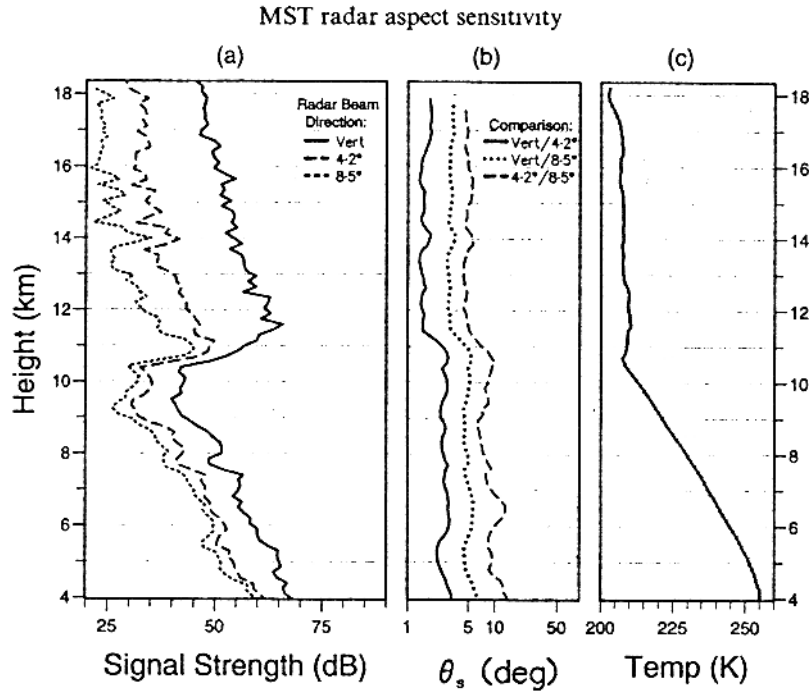 MST radar aspect sensitivity
(a)
(b)
(c)
18
16
14
12
10
8
6
4
Height (km)
Radar Beam
Direction:
Vert
4·2°
8·5°
25
50
75
Signal Strength (dB)
Comparison:
Vert/4·2°
Vert/8·5°
4·2°/8·5°
1
5
10
50
θs (deg)
18
16
14
12
10
8
6
4
200
225
250
Temp (K)